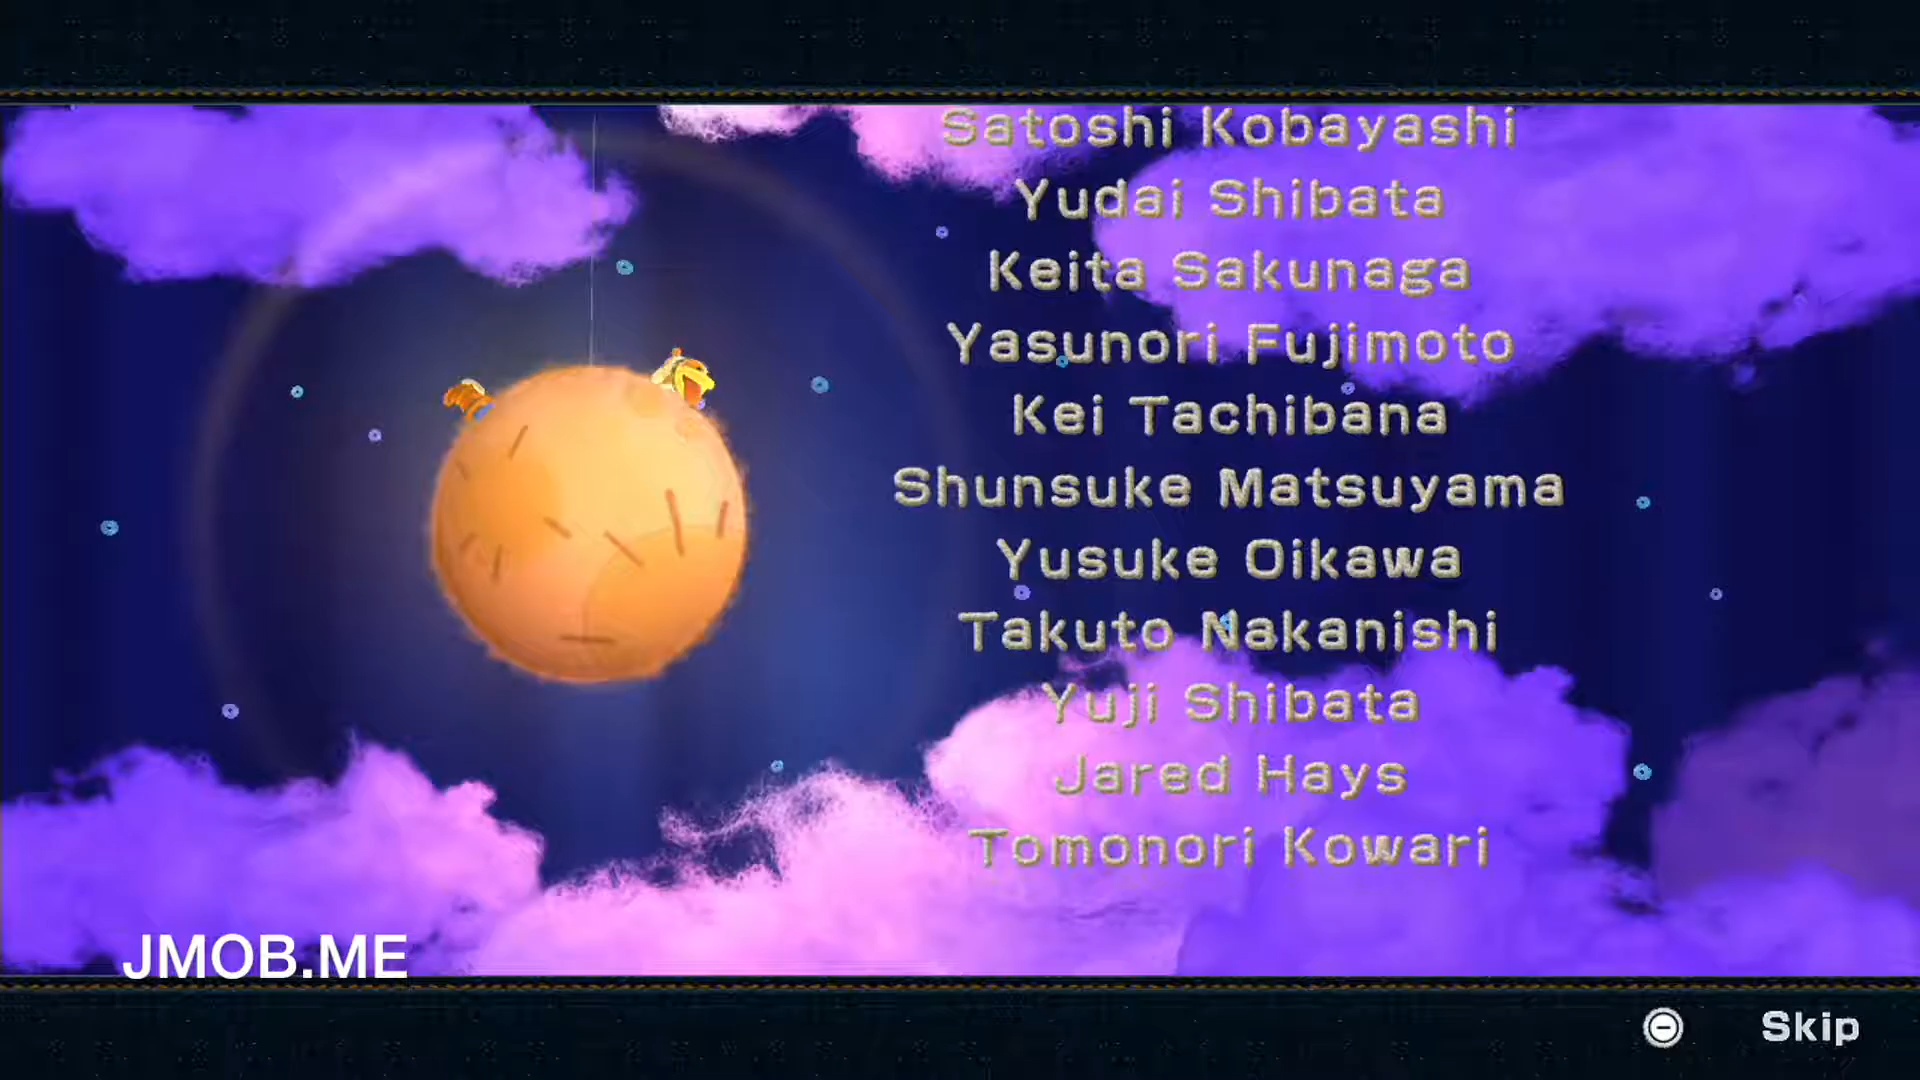 Satoshi Kobayashi
Yudai Shibata
Keita Sakunaga
Yasunori Fujimoto
Kei Tachibana
Shunsuke Matsuyama
Yusuke Oikawa
Takuto Nakanishi
Yuji Shibata
Jared Hays
Tomonori Kowari
JMOB.ME
Skip